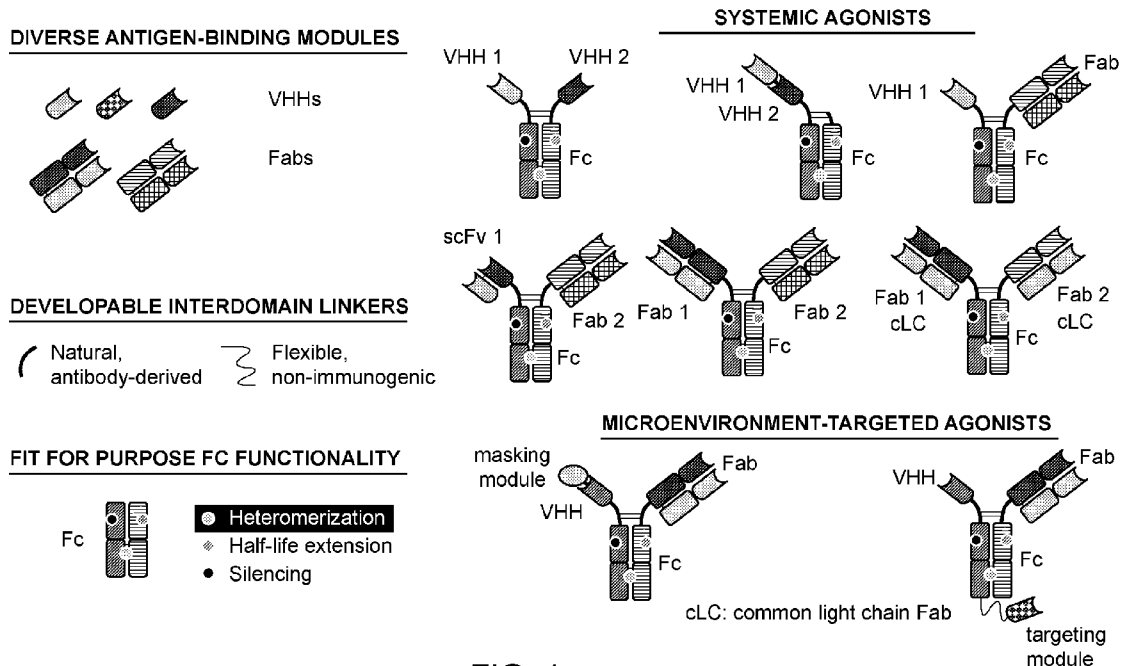 DIVERSE ANTIGEN-BINDING MODULES
VHHs
Fabs
DEVELOPABLE INTERDOMAIN LINKERS
Natural,
antibody-derived
Flexible,
non-immunogenic
FIT FOR PURPOSE FC FUNCTIONALITY
Fc
Heteromerization
Half-life extension
Silencing
SYSTEMIC AGONISTS
VHH 1
VHH 2
Fc
VHH 1
VHH 2
Fc
VHH 1
Fab
Fc
scFv 1
Fab 2
Fc
Fab 1
Fab 2
Fc
Fab 1
cLC
Fab 2
cLC
Fc
MICROENVIRONMENT-TARGETED AGONISTS
masking
module
VHH
Fab
Fc
VHH
Fab
Fc
cLC: common light chain Fab
targeting
module